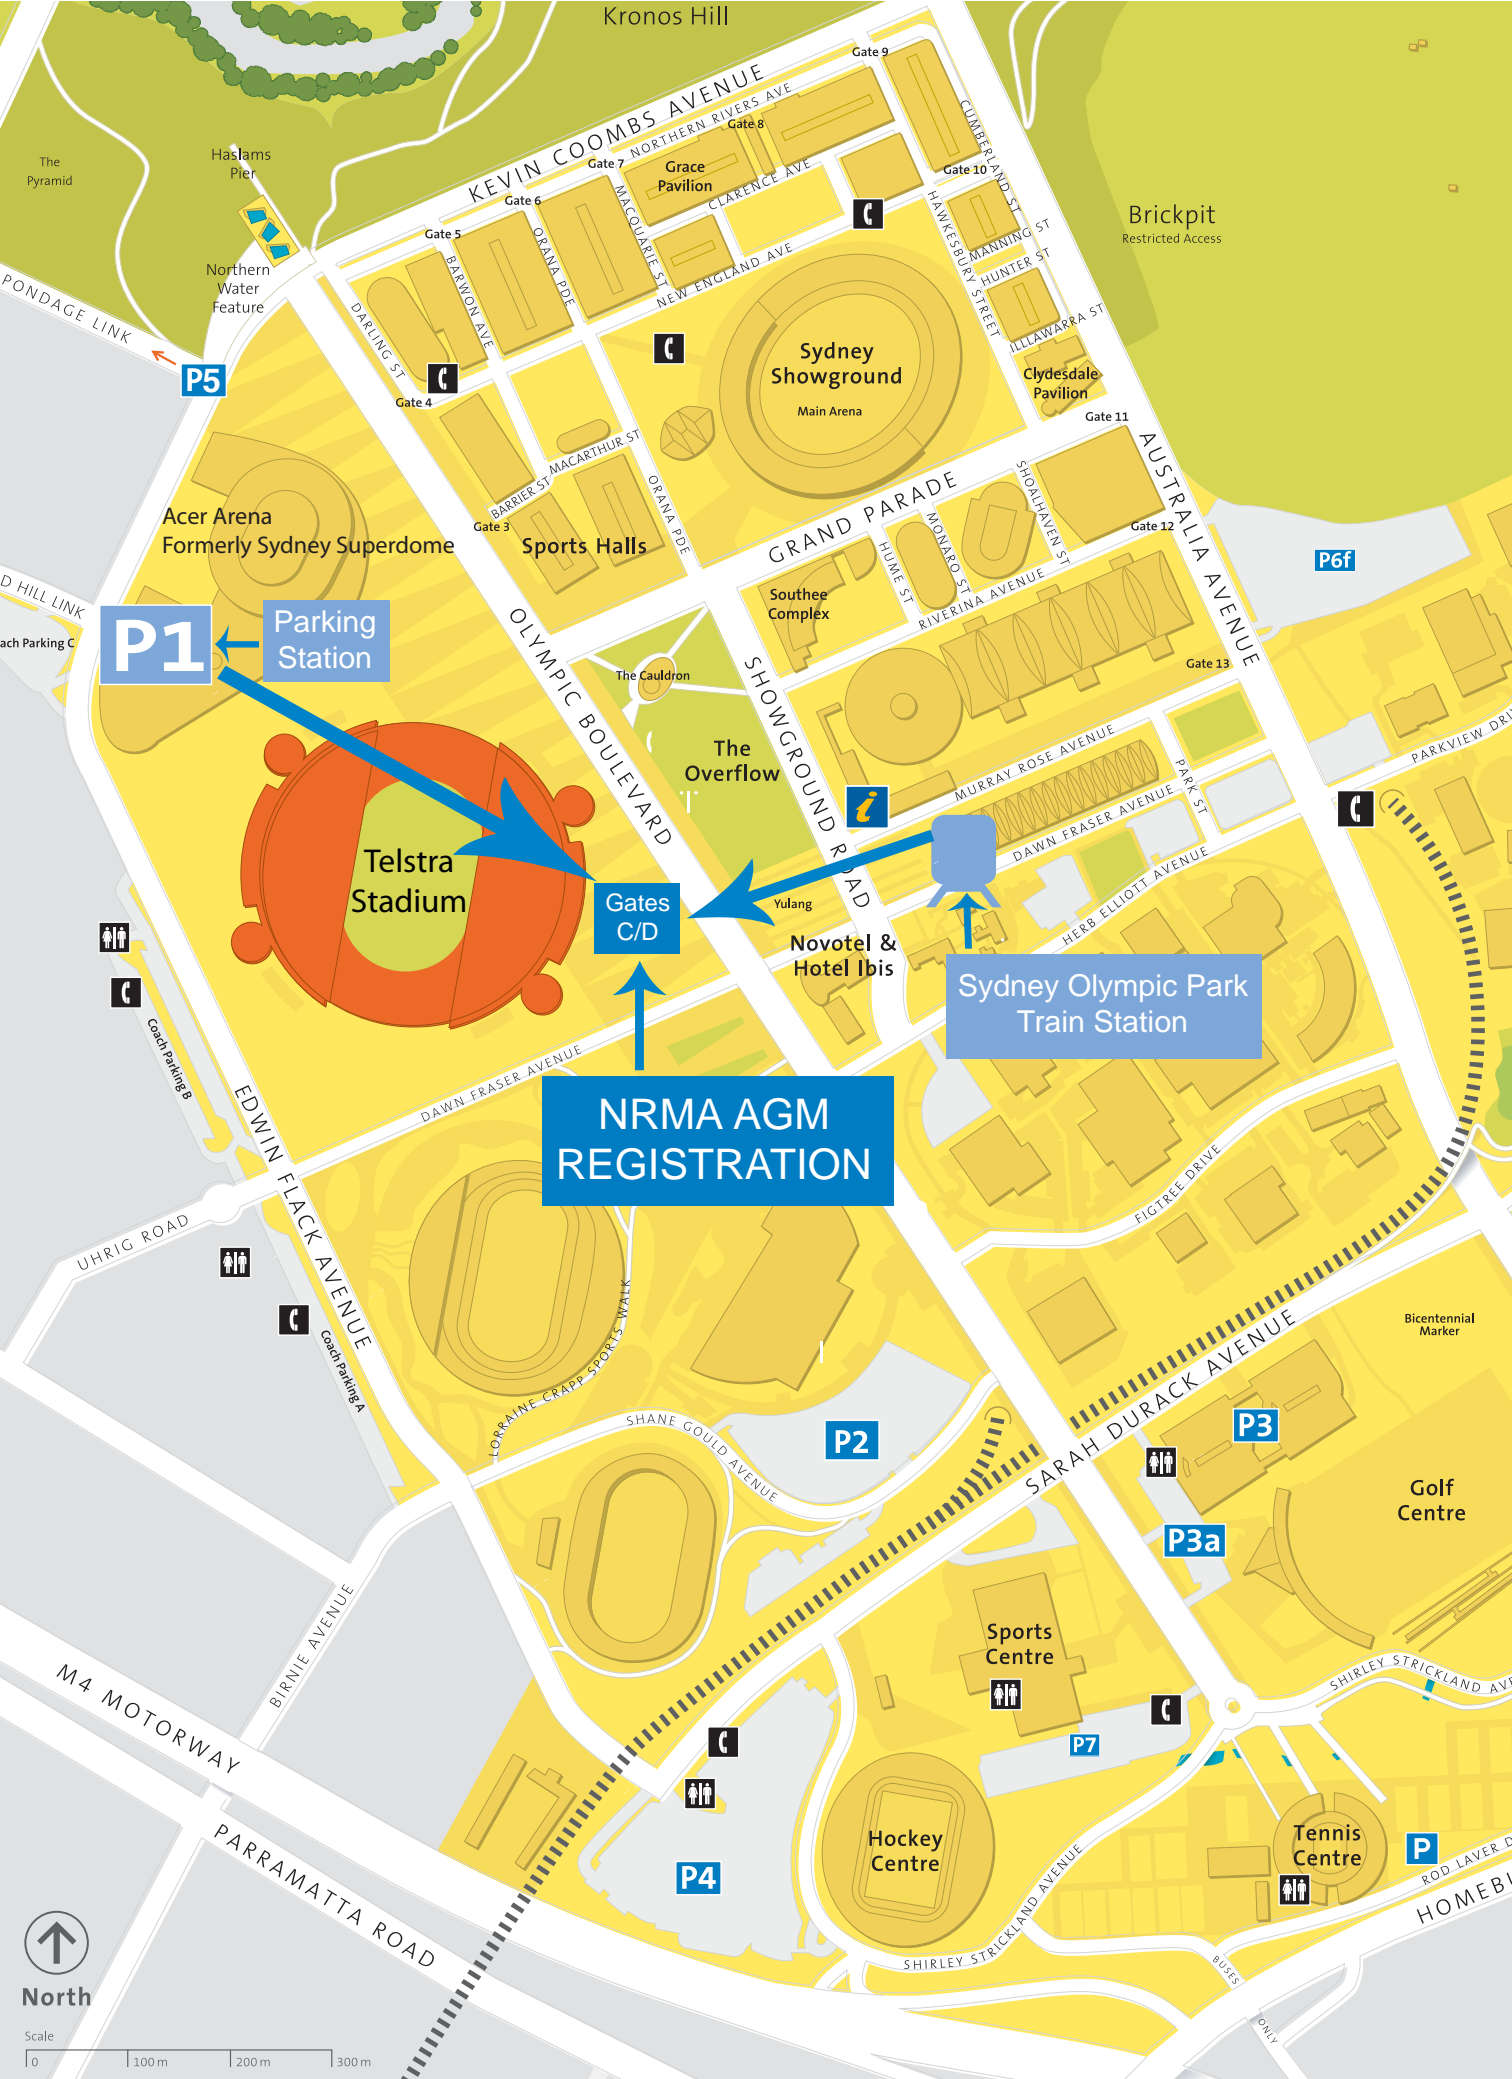 Kronos Hill
Gate 9
KEVIN COOMBS AVENUE
NORTHERN RIVERS AVE
Gate 8
CUMBERLAND ST
The
Pyramid
Haslams
Pier
Gate 7
Grace
Pavilion
CLARENCE AVE
Gate 10
Gate 6
MACQUARIE ST
HAWKESBURY STREET
Brickpit
Restricted Access
Gate 5
ORANA PDE
BARWON AVE
NEW ENGLAND AVE
MANNING ST
HUNTER ST
Northern
Water
Feature
PONDAGE LINK
DARLING ST
ILLLAWARRA ST
P5
Sydney
Showground
Main Arena
Clydesdale
Pavilion
Gate 4
Gate 11
MACARTHUR ST
BARRIER ST
ORANA PDE
GRAND PARADE
SHOALHAVEN ST
AUSTRALIA AVENUE
Acer Arena
Formerly Sydney Superdome
Gate 3
Sports Halls
MONARO ST
HUME ST
Gate 12
P6f
D HILL LINK
Southee
Complex
RIVERINA AVENUE
ach Parking C
P1
Parking
Station
OLYMPIC BOULEVARD
The Cauldron
SHOWGROUND ROAD
Gate 13
The
Overflow
MURRAY ROSE AVENUE
PARK ST
PARKVIEW DRI
i
DAWN FRASER AVENUE
Telstra
Stadium
Gates
C/D
Yulang
HERB ELLIOTT AVENUE
Novotel &
Hotel Ibis
Sydney Olympic Park
Train Station
Coach Parking B
DAWN FRASER AVENUE
EDWIN FLACK AVENUE
NRMA AGM
REGISTRATION
FIGTREE DRIVE
UHRIG ROAD
LORRAINE CRAPP SPORTS WALK
Coach Parking A
Bicentennial
Marker
SARAH DURACK AVENUE
SHANE GOULD AVENUE
P2
P3
Golf
Centre
P3a
BIRNIE AVENUE
Sports
Centre
SHIRLEY STRICKLAND AVE
M4 MOTORWAY
P7
PARRAMATTA ROAD
Hockey
Centre
Tennis
Centre
P
P4
ROD LAVER D
HOMEBU
SHIRLEY STRICKLAND AVENUE
BUSES
ONLY
North
Scale
0 100 m 200 m 300 m